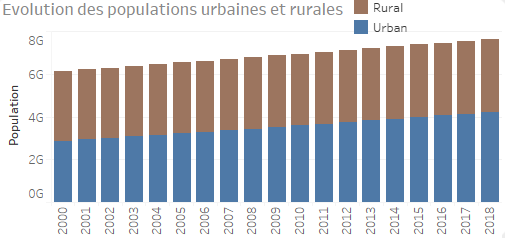 Evolution des populations urbaines et rurales
Rural
Urban
Population
8G
6G
4G
2G
0G
2000
2001
2002
2003
2004
2005
2006
2007
2008
2009
2010
2011
2012
2013
2014
2015
2016
2017
2018